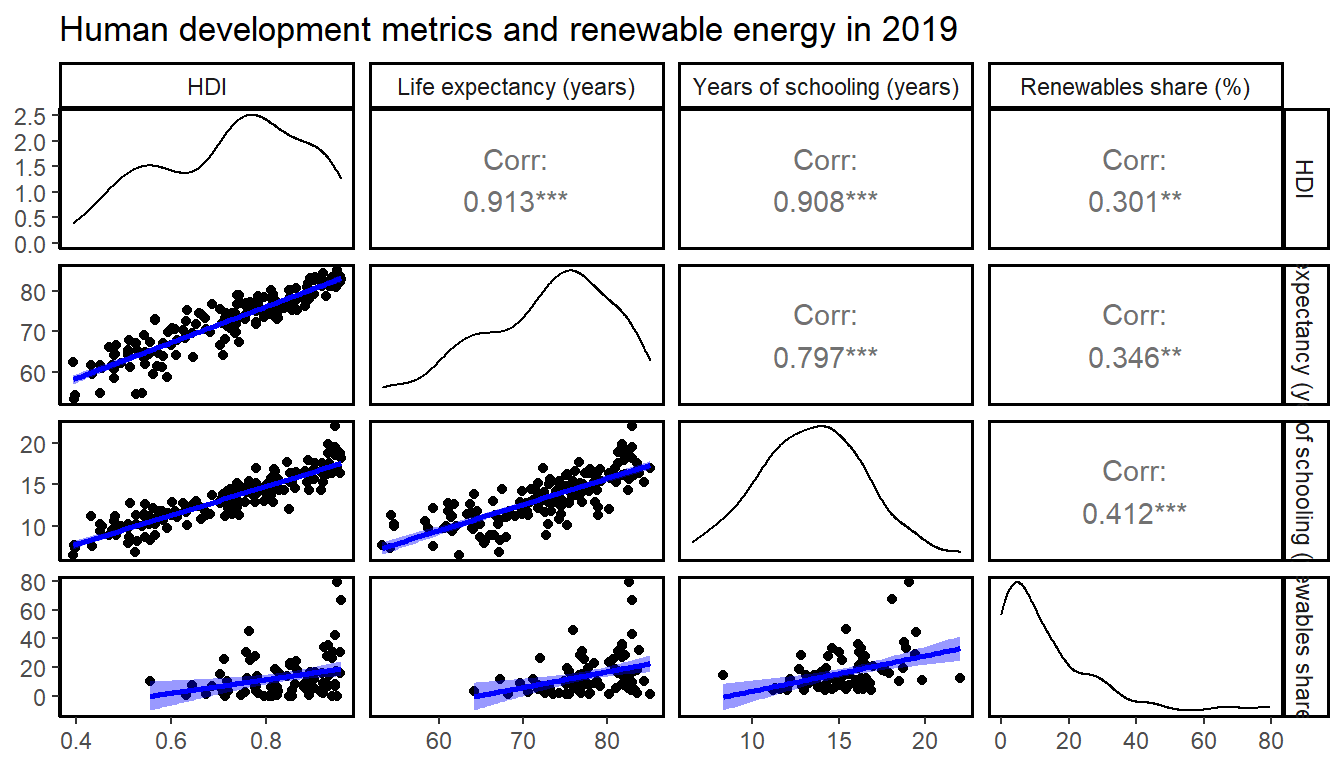 Human development metrics and renewable energy in 2019
HDI
Life expectancy (years)
Years of schooling (years)
Renewables share (%)
2.5
2.0
1.5
1.0
0.5
0.0
Corr:
0.913***
Corr:
0.908***
Corr:
0.301**
HDI
80
70
60
Corr:
0.797***
Corr:
0.346**
xpectancy (y
20
15
10
Corr:
0.412***
of schooling (
80
60
40
20
0
ewables share
0.4
0.6
0.8
60
70
80
10
15
20
0
20
40
60
80